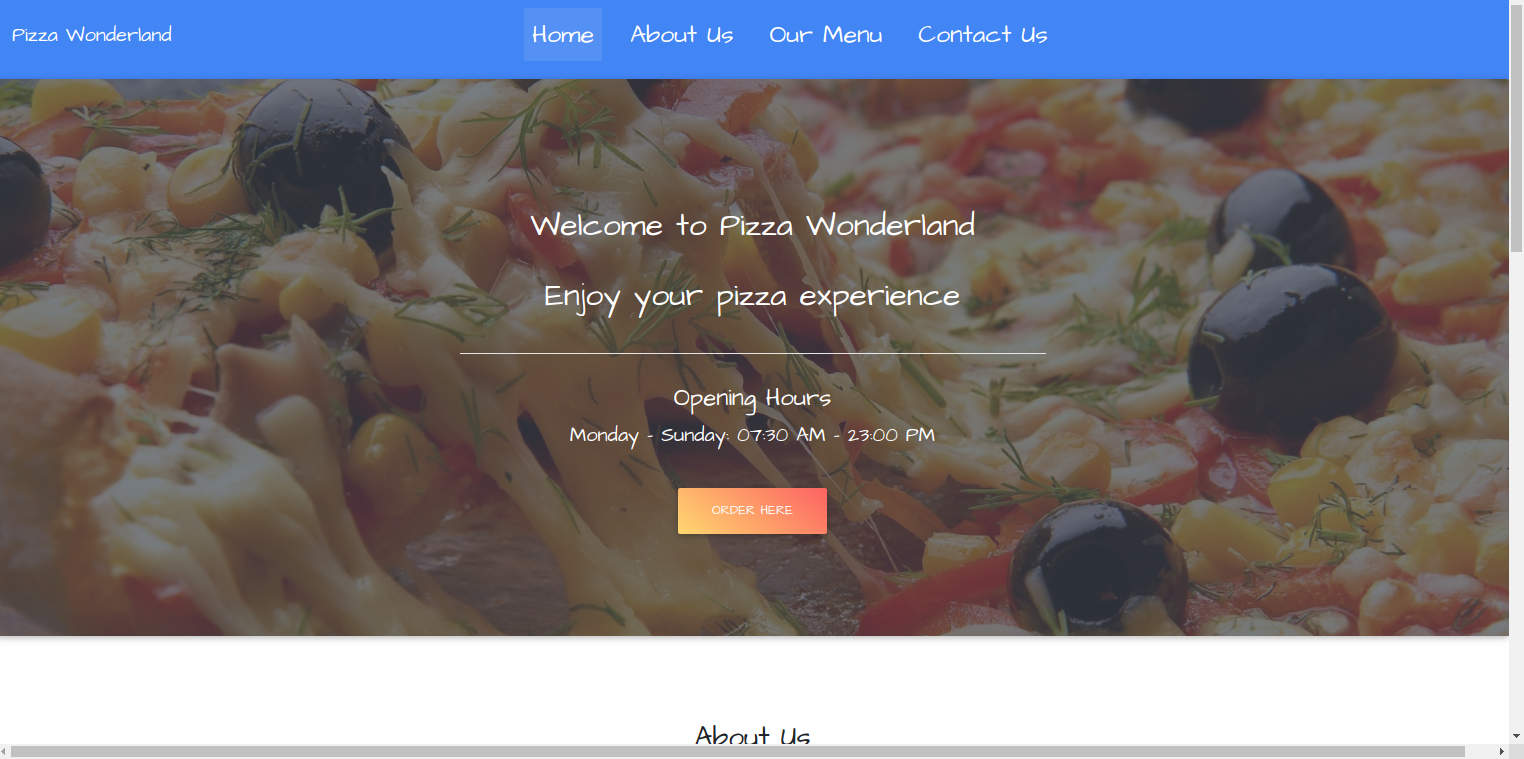 Pizza Wonderland
Home About Us Our Menu Contact Us
Welcome to Pizza Wonderland
Enjoy your pizza experience
Opening Hours
Monday - Sunday: 07:30 AM - 23:00 PM
ORDER HERE
About Us